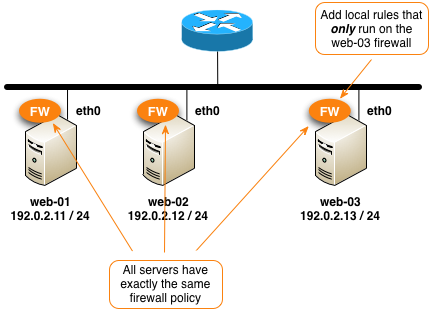 Add local rules that
only run on the
web-03 firewall
FW
eth0
FW
eth0
FW
eth0
web-01
192.0.2.11 / 24
web-02
192.0.2.12 / 24
web-03
192.0.2.13 / 24
All servers have
exactly the same
firewall policy